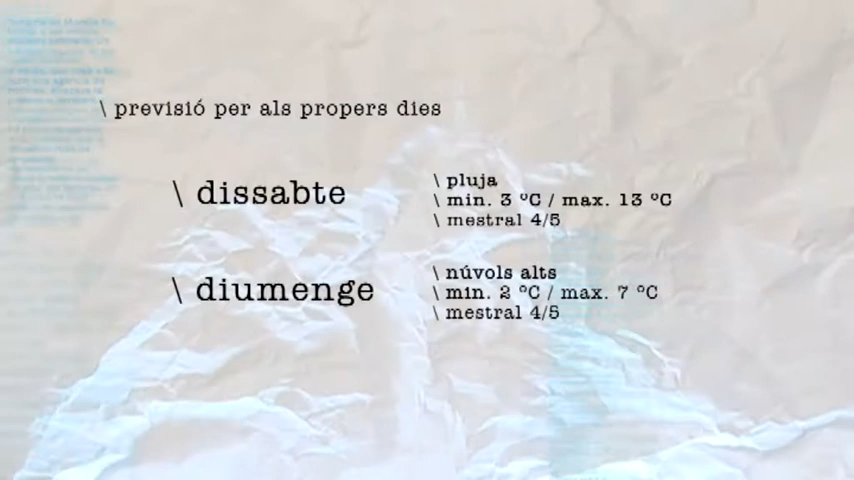 \ previsió per als propers dies
\ dissabte
\ pluja
\ min. 3 ºC / max. 13 ºC
\ mestral 4/5
\ diumenge
\ núvols alts
\ min. 2 ºC / max. 7 ºC
\ mestral 4/5